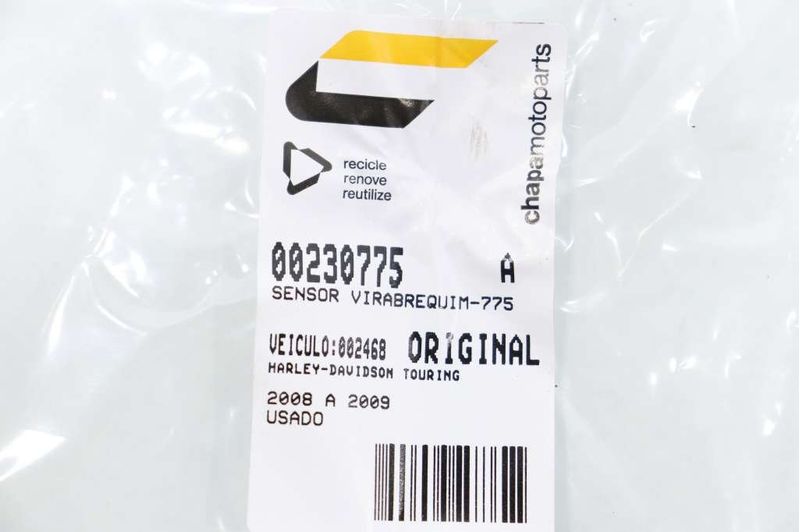 chapamotoparts
recicle
renove
reutilize
00230775 A
SENSOR VIRABREQUIM-775
VEICULO:002468 ORIGINAL
HARLEY-DAVIDSON TOURING
2008 A 2009
USADO